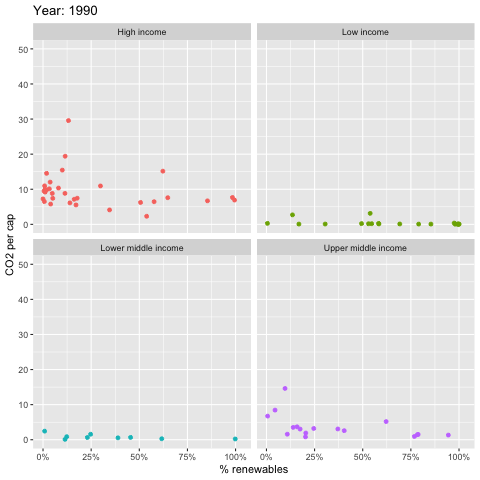 Year: 1990
High income
Low income
50
40
30
20
10
0
CO2 per cap
Lower middle income
Upper middle income
50
40
30
20
10
0
0% 25% 50% 75% 100% 0% 25% 50% 75% 100%
% renewables